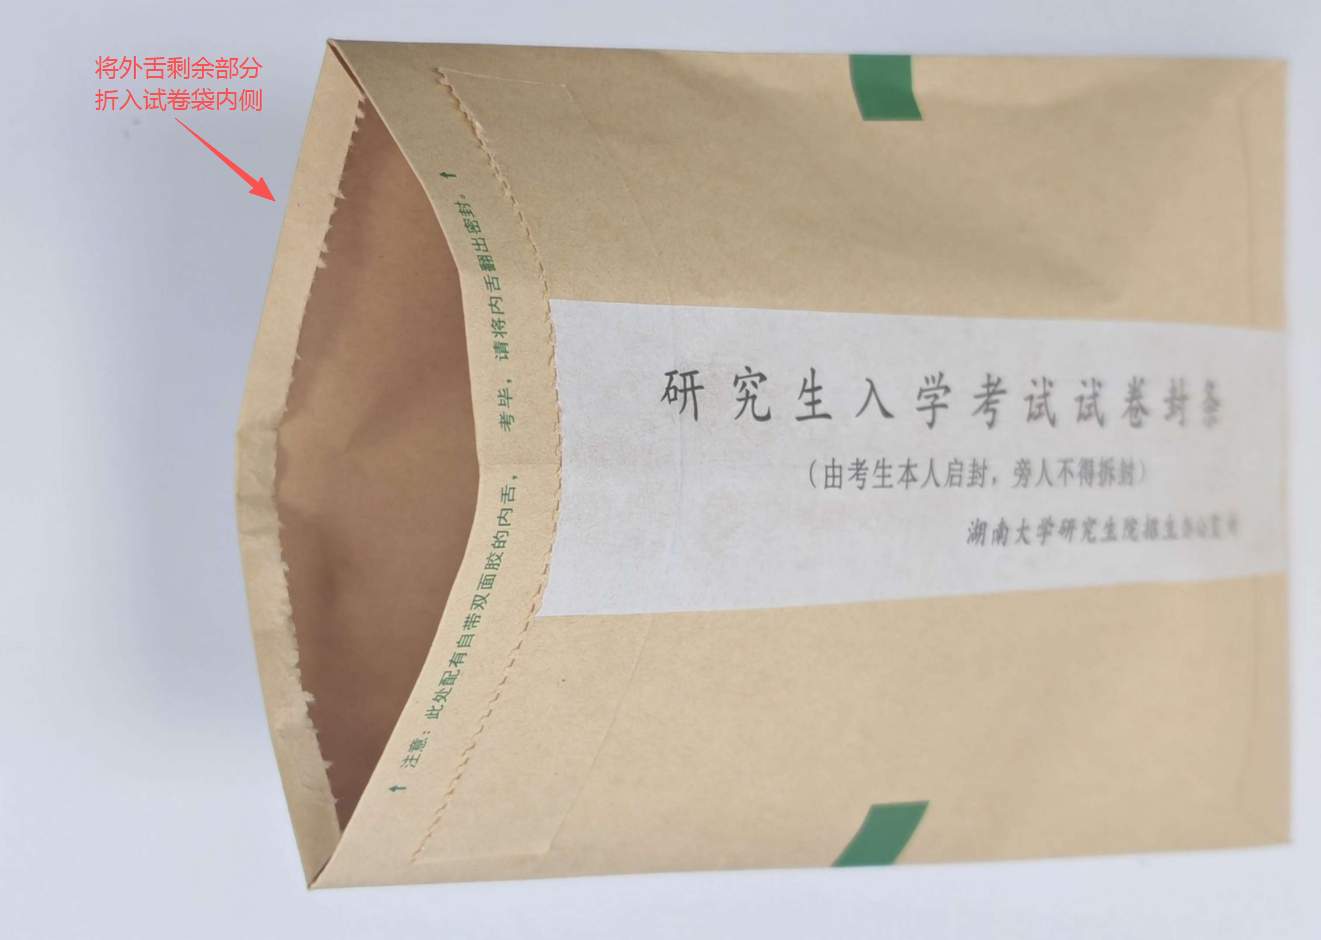 将外舌剩余部分
折入试卷袋内侧
注意：此处配有自带双面胶的内舌，考毕，请将内舌翻出密封。
研究生入学考试试卷封条
（由考生本人启封，旁人不得拆封）
湖南大学研究生院招生办公室